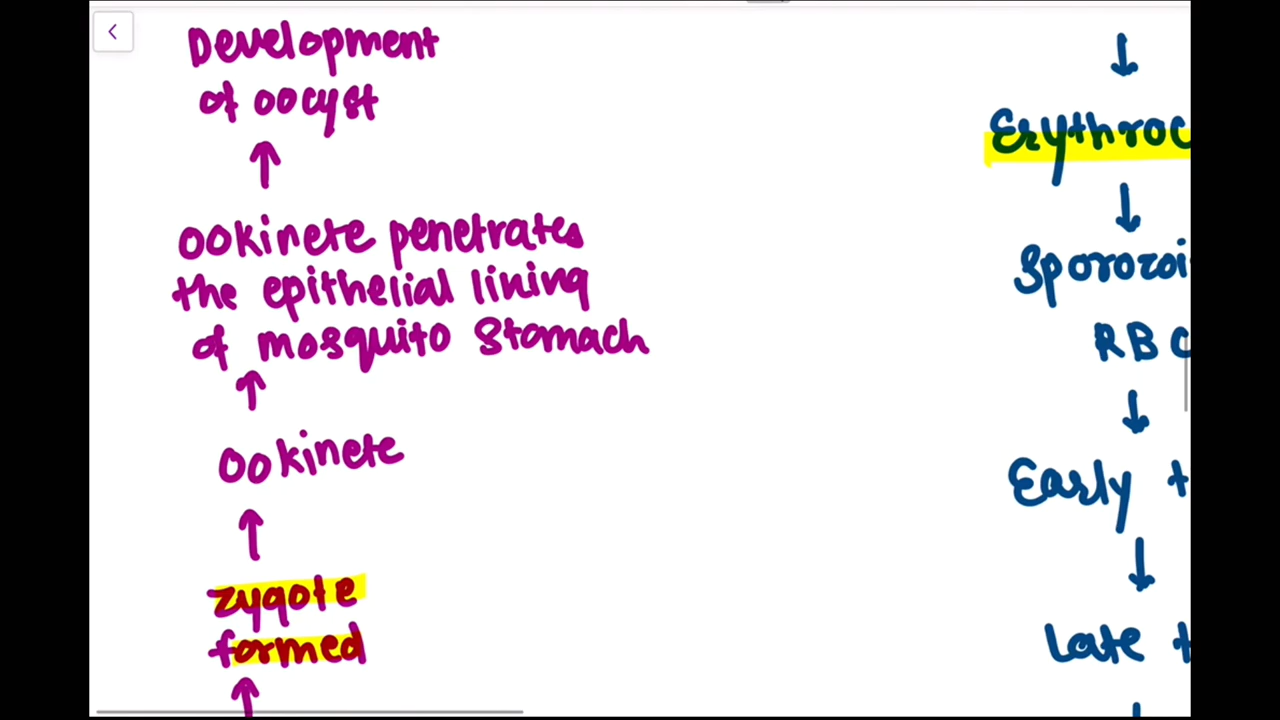 Development
of oocyst
ookinete penetrates
the epithelial lining
of mosquito stomach
ookinete
zygote
formed
Erythroc
Sporozoi
RBC
Early t
Late t